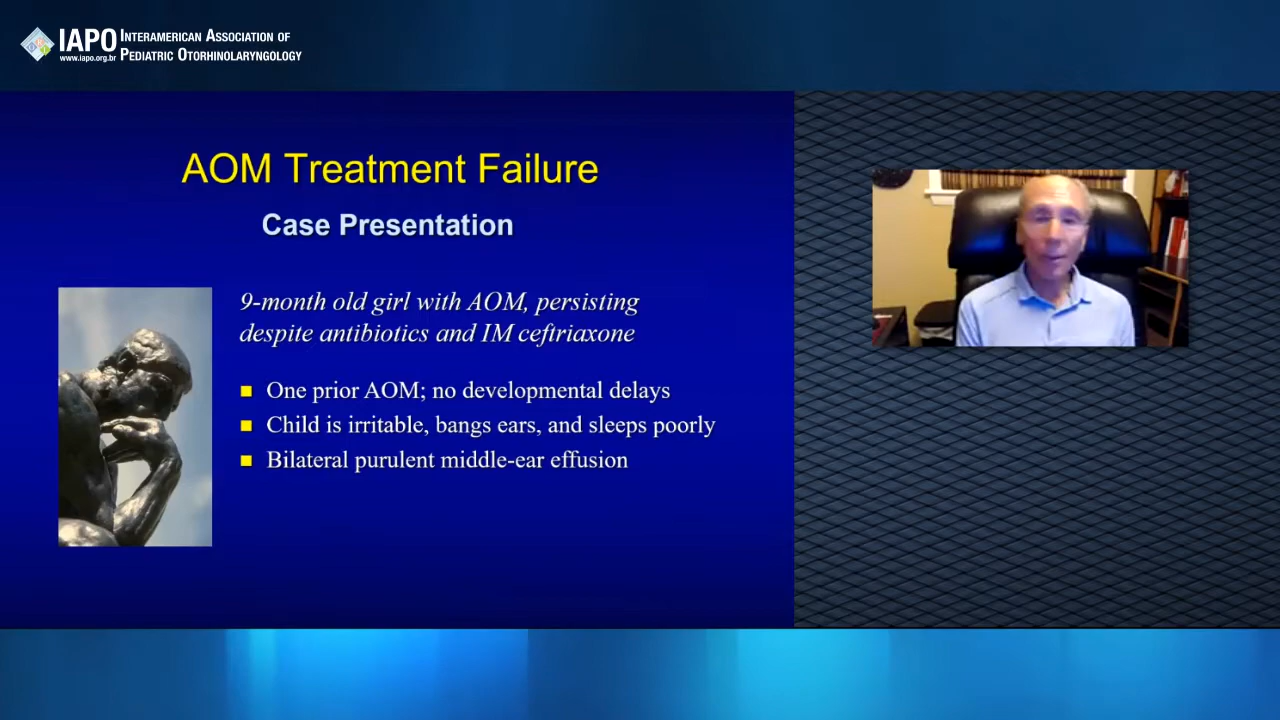 IAPO
www.iapo.org.br
INTERAMERICAN ASSOCIATION OF
PEDIATRIC OTORHINOLARYNGOLOGY
AOM Treatment Failure
Case Presentation
9-month old girl with AOM, persisting
despite antibiotics and IM ceftriaxone
One prior AOM; no developmental delays
Child is irritable, bangs ears, and sleeps poorly
Bilateral purulent middle-ear effusion